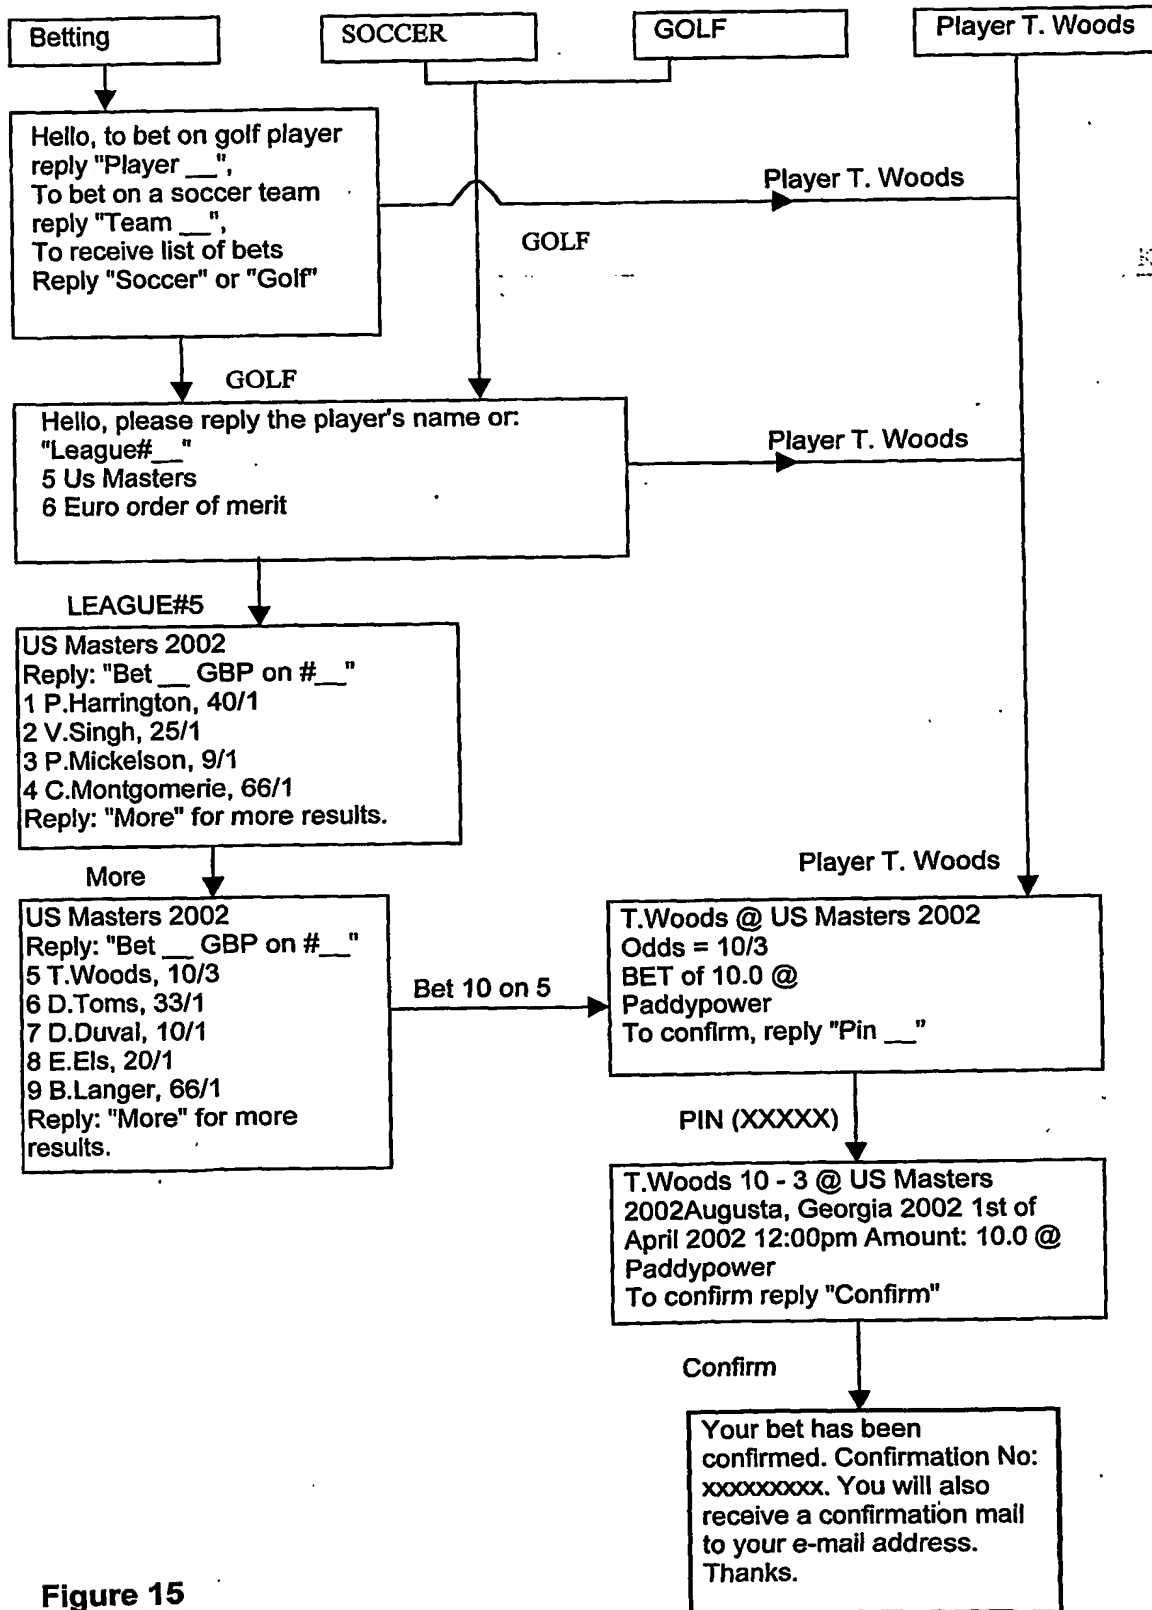 Betting
SOCCER
GOLF
Player T. Woods
Hello, to bet on golf player
reply "Player __",
To bet on a soccer team
reply "Team __",
To receive list of bets
Reply "Soccer" or "Golf"
Player T. Woods
GOLF
GOLF
Hello, please reply the player's name or:
"League#__"
5 Us Masters
6 Euro order of merit
Player T. Woods
LEAGUE#5
US Masters 2002
Reply: "Bet __ GBP on #__"
1 P.Harrington, 40/1
2 V.Singh, 25/1
3 P.Mickelson, 9/1
4 C.Montgomerie, 66/1
Reply: "More" for more results.
More
US Masters 2002
Reply: "Bet __ GBP on #__"
5 T.Woods, 10/3
6 D.Toms, 33/1
7 D.Duval, 10/1
8 E.Els, 20/1
9 B.Langer, 66/1
Reply: "More" for more
results.
Bet 10 on 5
Player T. Woods
T.Woods @ US Masters 2002
Odds = 10/3
BET of 10.0 @
Paddypower
To confirm, reply "Pin __"
PIN (XXXXX)
T.Woods 10 - 3 @ US Masters
2002Augusta, Georgia 2002 1st of
April 2002 12:00pm Amount: 10.0 @
Paddypower
To confirm reply "Confirm"
Confirm
Your bet has been
confirmed. Confirmation No:
xxxxxxxxx. You will also
receive a confirmation mail
to your e-mail address.
Thanks.
Figure 15